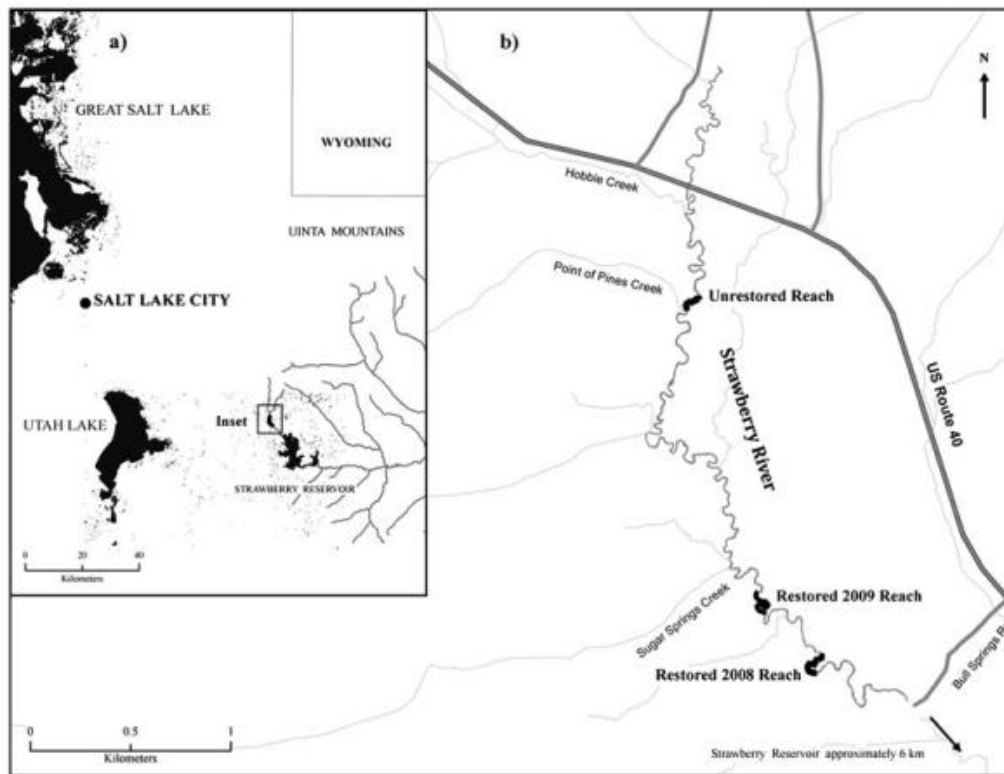 a)
GREAT SALT LAKE
WYOMING
UINTA MOUNTAINS
SALT LAKE CITY
UTAH LAKE
Inset
STRAWBERRY RESERVOIR
0 20 40
Kilometers
b)
N
Hobble Creek
Point of Pines Creek
Unrestored Reach
Strawberry River
US Route 40
Sugar Springs Creek
Restored 2009 Reach
Restored 2008 Reach
Bull Springs
0 0.5 1
Kilometers
Strawberry Reservoir approximately 6 km